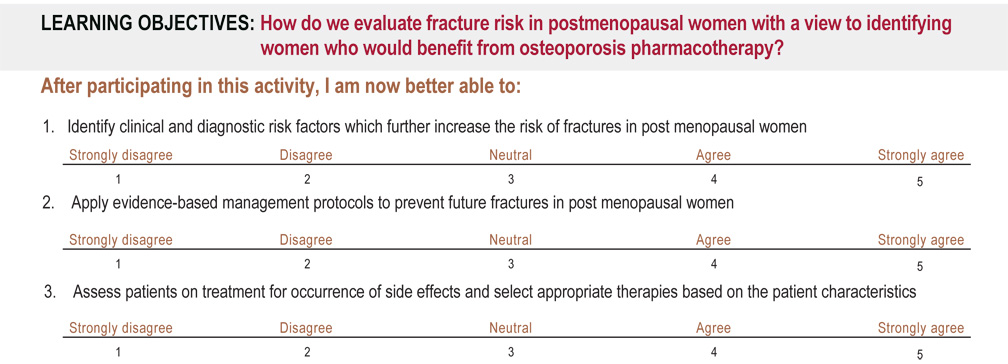 LEARNING OBJECTIVES: How do we evaluate fracture risk in postmenopausal women with a view to identifying
women who would benefit from osteoporosis pharmacotherapy?
After participating in this activity, I am now better able to:
1. Identify clinical and diagnostic risk factors which further increase the risk of fractures in post menopausal women
Strongly disagree Disagree Neutral Agree Strongly agree
1 2 3 4 5
2. Apply evidence-based management protocols to prevent future fractures in post menopausal women
Strongly disagree Disagree Neutral Agree Strongly agree
1 2 3 4 5
3. Assess patients on treatment for occurrence of side effects and select appropriate therapies based on the patient characteristics
Strongly disagree Disagree Neutral Agree Strongly agree
1 2 3 4 5